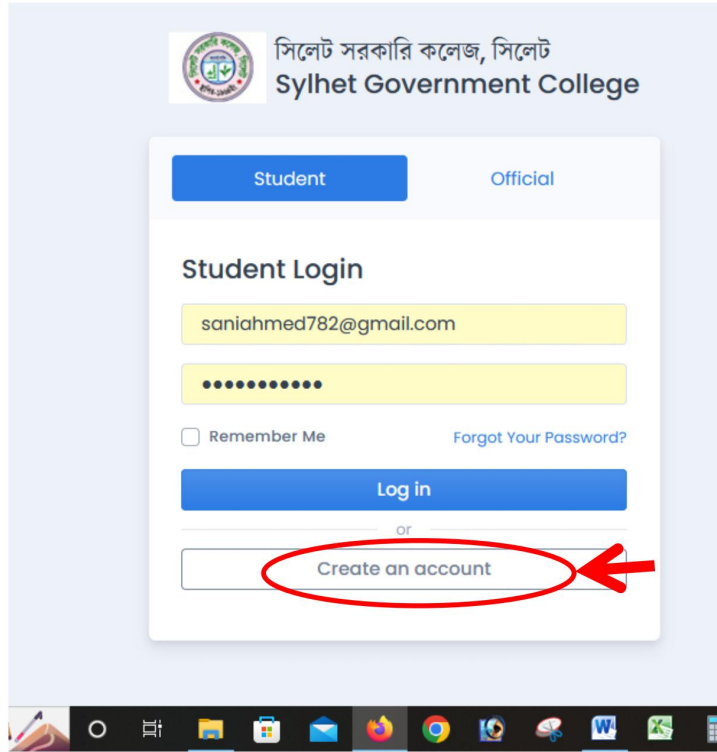 সিলেট সরকারি কলেজ, সিলেট
Sylhet Government College
Student Official
Student Login
saniahmed782@gmail.com
•••••••••••
Remember Me Forgot Your Password?
Log in
or
Create an account